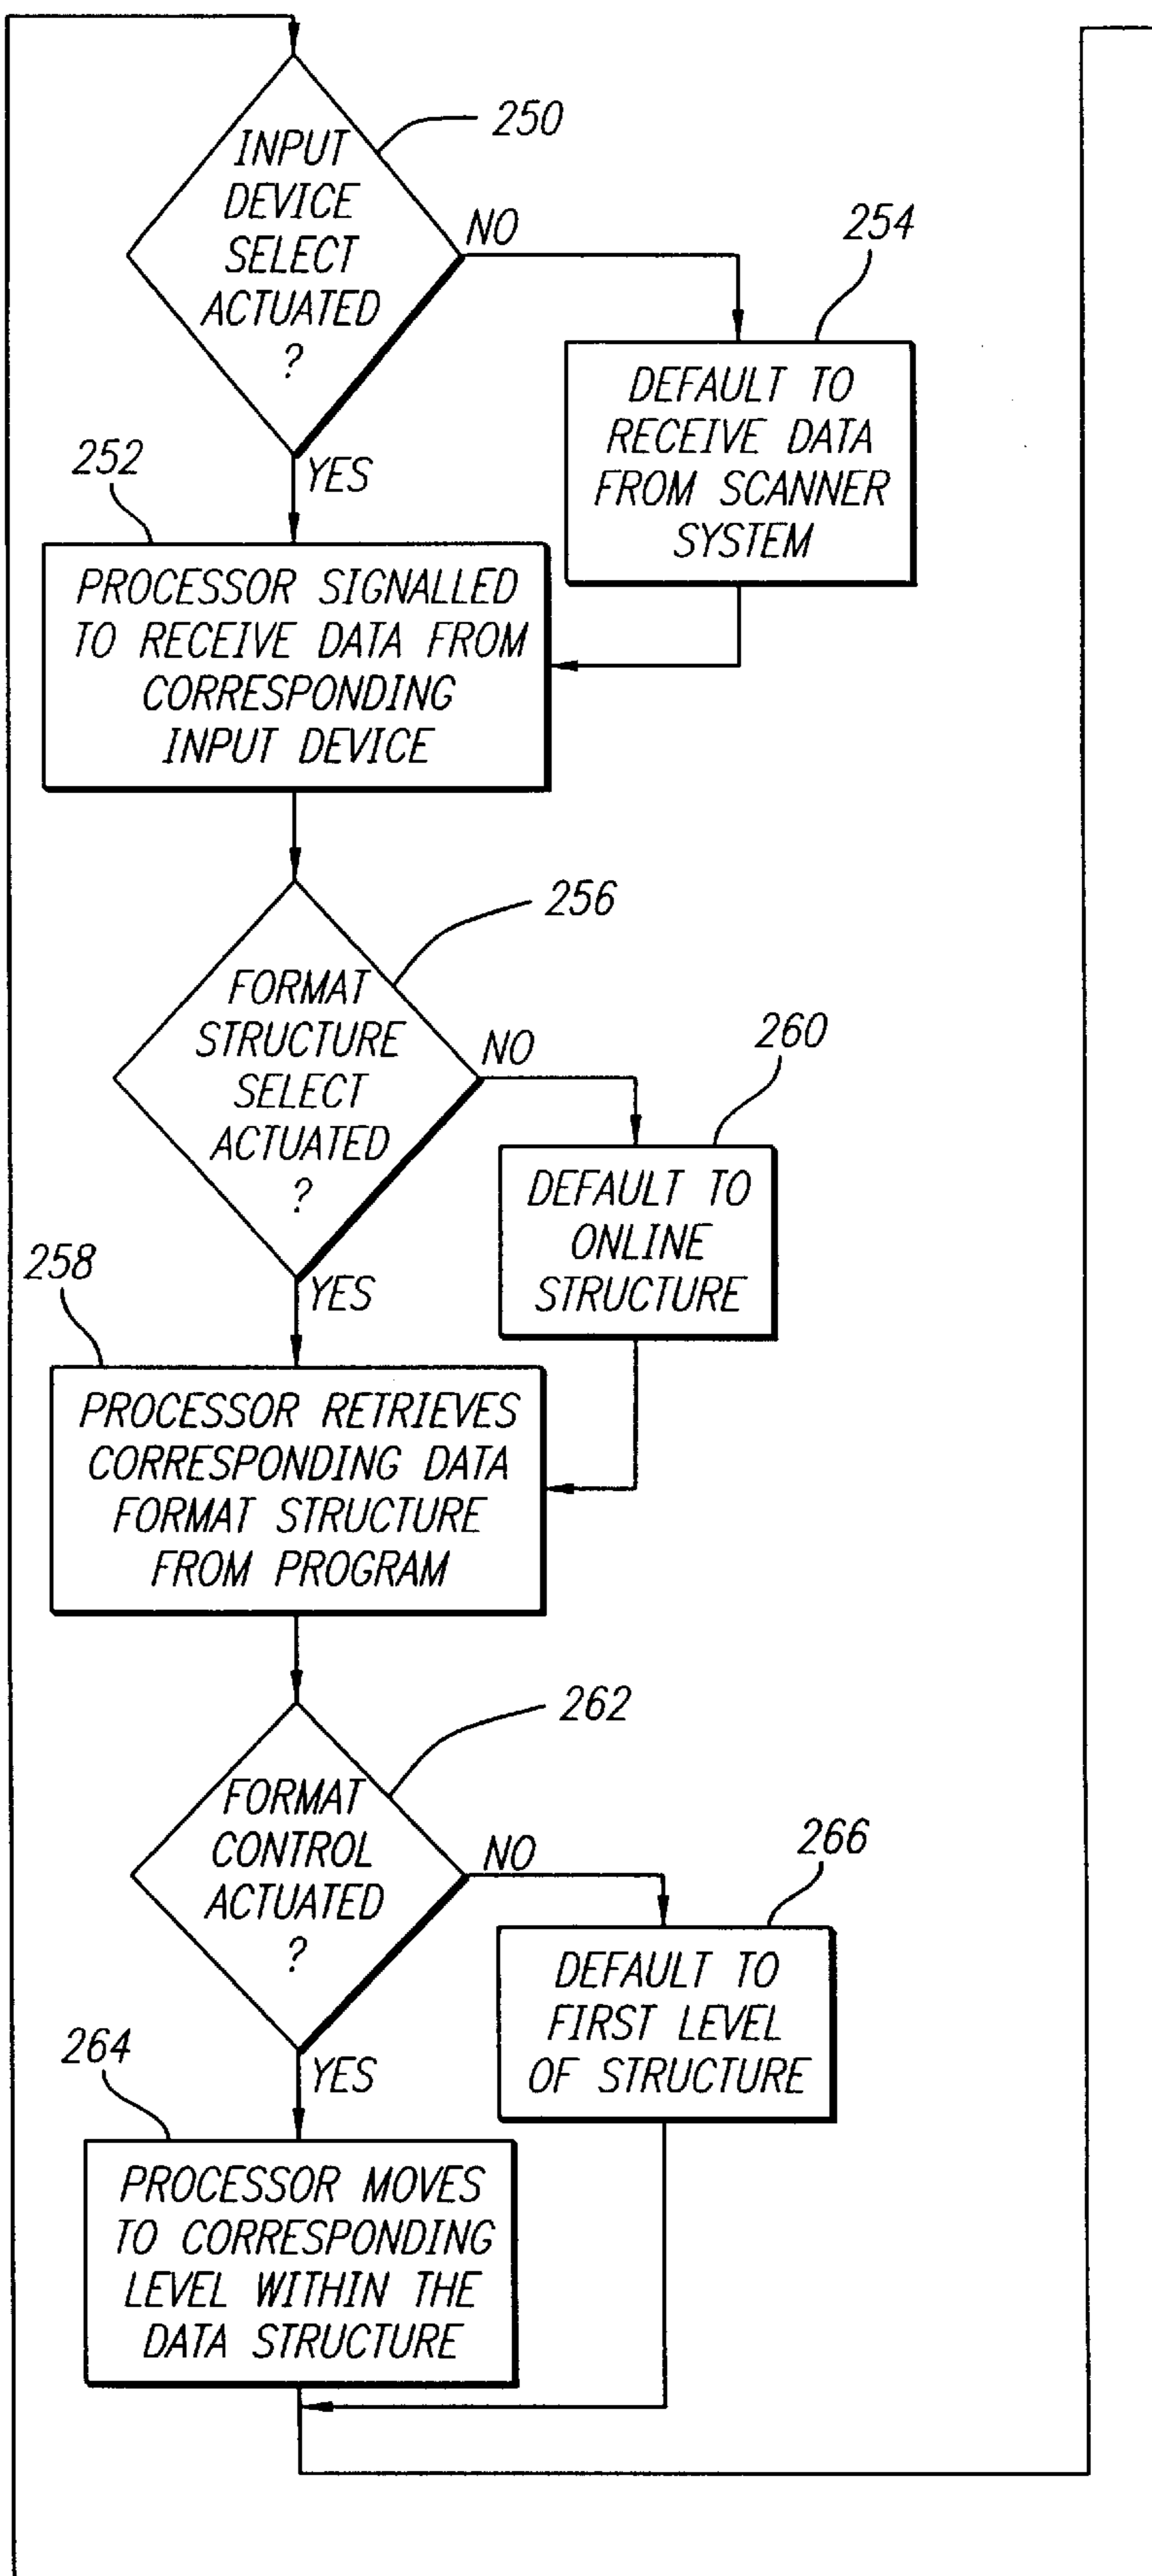 250
INPUT
DEVICE
SELECT
ACTUATED
?
NO
254
DEFAULT TO
RECEIVE DATA
FROM SCANNER
SYSTEM
252
YES
PROCESSOR SIGNALLED
TO RECEIVE DATA FROM
CORRESPONDING
INPUT DEVICE
256
FORMAT
STRUCTURE
SELECT
ACTUATED
?
NO
260
DEFAULT TO
ONLINE
STRUCTURE
258
YES
PROCESSOR RETRIEVES
CORRESPONDING DATA
FORMAT STRUCTURE
FROM PROGRAM
262
FORMAT
CONTROL
ACTUATED
?
NO
266
DEFAULT TO
FIRST LEVEL
OF STRUCTURE
264
YES
PROCESSOR MOVES
TO CORRESPONDING
LEVEL WITHIN THE
DATA STRUCTURE